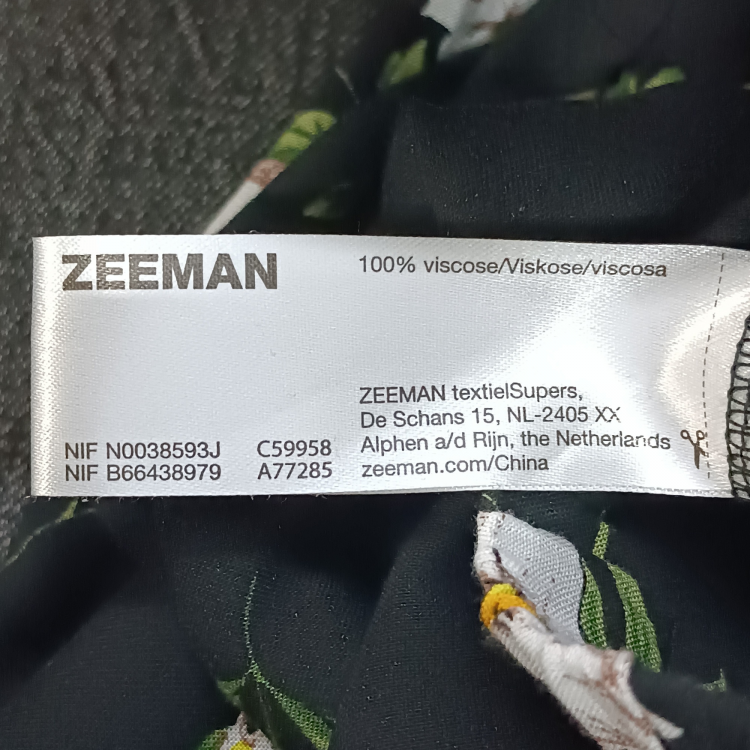 ZEEMAN
100% viscose/Viskose/viscosa
ZEEMAN textielSupers,
De Schans 15, NL-2405 XX
Alphen a/d Rijn, the Netherlands
zeeman.com/China
NIF N0038593J C59958
NIF B66438979 A77285